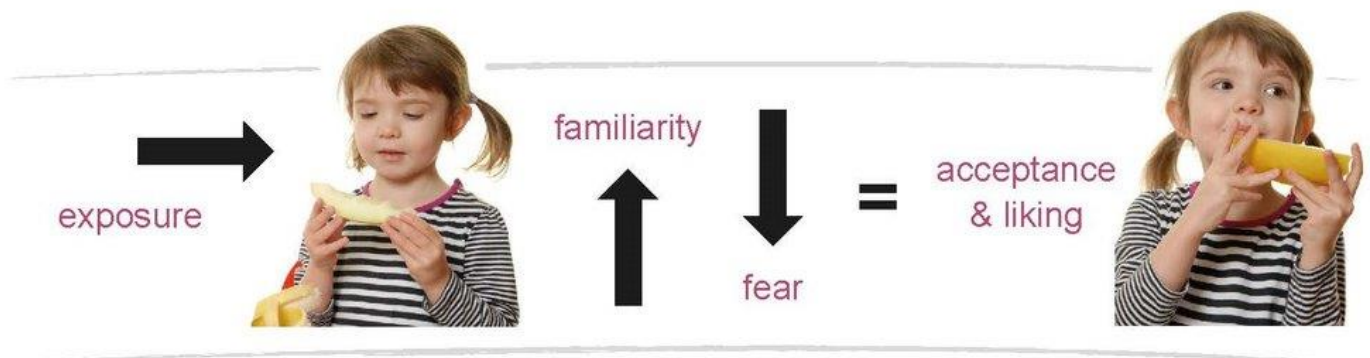 exposure
familiarity
fear
=
acceptance
& liking